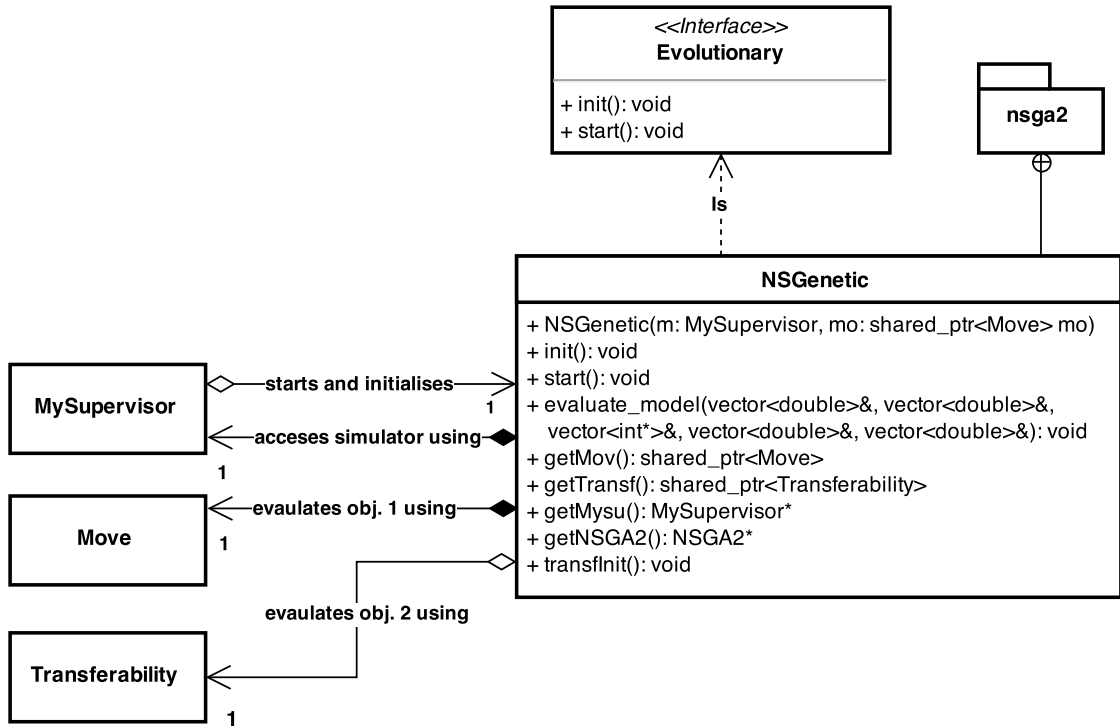 <<Interface>>
Evolutionary
+ init(): void
+ start(): void
nsga2
Is
NSGenetic
+ NSGenetic(m: MySupervisor, mo: shared_ptr<Move> mo)
+ init(): void
+ start(): void
+ evaluate_model(vector<double>&, vector<double>&,
vector<int*>&, vector<double>&, vector<double>&): void
+ getMov(): shared_ptr<Move>
+ getTransf(): shared_ptr<Transferability>
+ getMysu(): MySupervisor*
+ getNSGA2(): NSGA2*
+ transfInit(): void
MySupervisor
starts and initialises
1
acceses simulator using
1
Move
evaulates obj. 1 using
1
evaulates obj. 2 using
Transferability
1